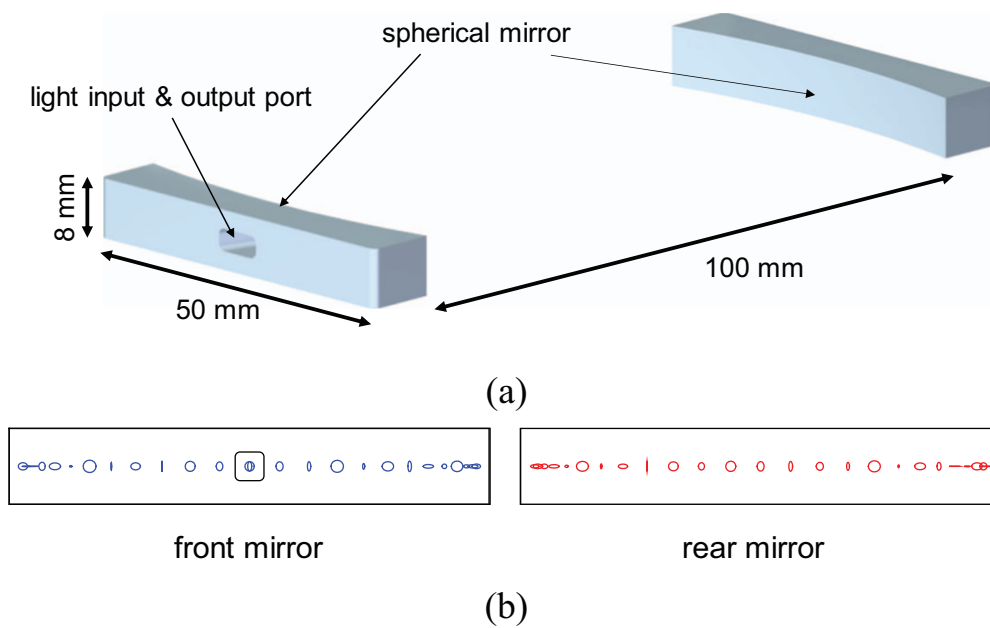 spherical mirror
light input & output port
8 mm
50 mm
100 mm
(a)
front mirror
rear mirror
(b)